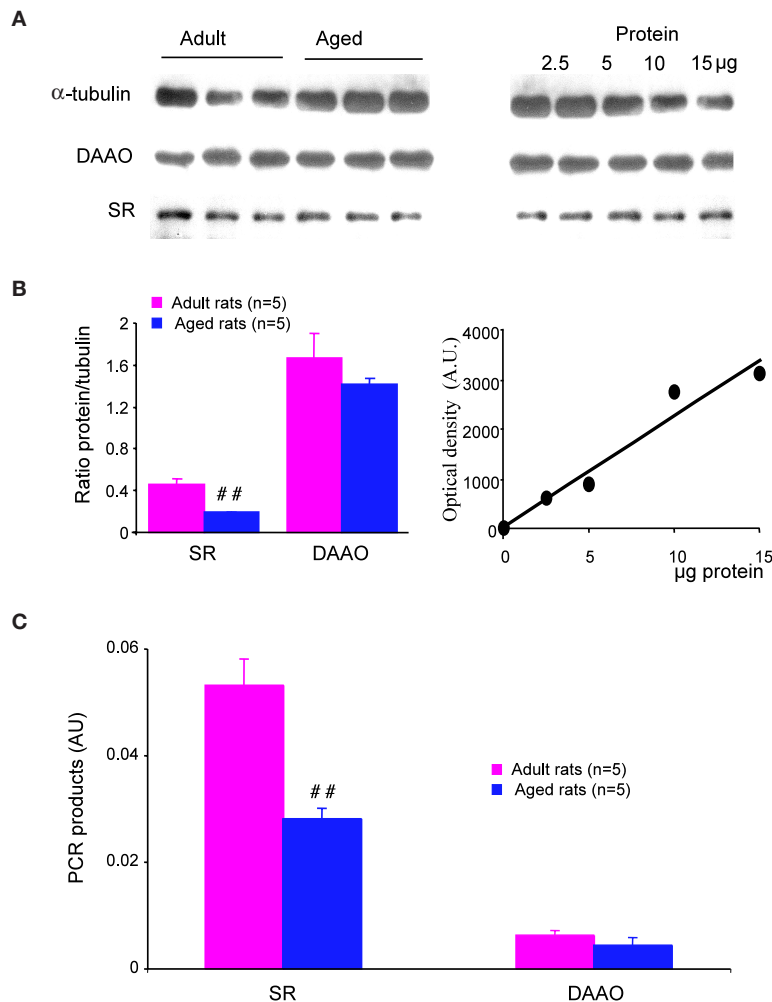 A
Adult Aged Protein
2.5 5 10 15 µg
α-tubulin
DAAO
SR
B
Adult rats (n=5)
Aged rats (n=5)
Ratio protein/tubulin
2
1.6
1.2
0.8
0.4
0
##
SR DAAO
Optical density (A.U.)
4000
3000
2000
1000
0
0 5 10 15
µg protein
C
PCR products (AU)
0.06
0.04
0.02
0
##
Adult rats (n=5)
Aged rats (n=5)
SR DAAO